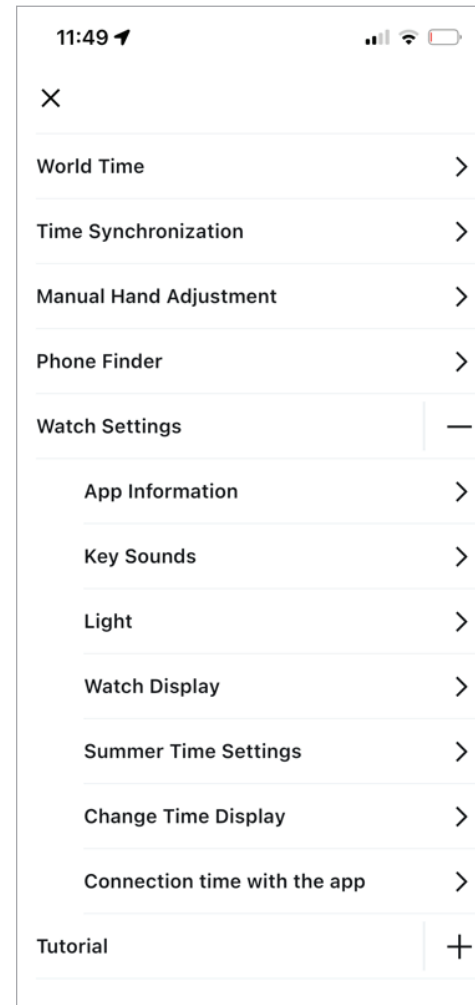 11:49
World Time
Time Synchronization
Manual Hand Adjustment
Phone Finder
Watch Settings
App Information
Key Sounds
Light
Watch Display
Summer Time Settings
Change Time Display
Connection time with the app
Tutorial